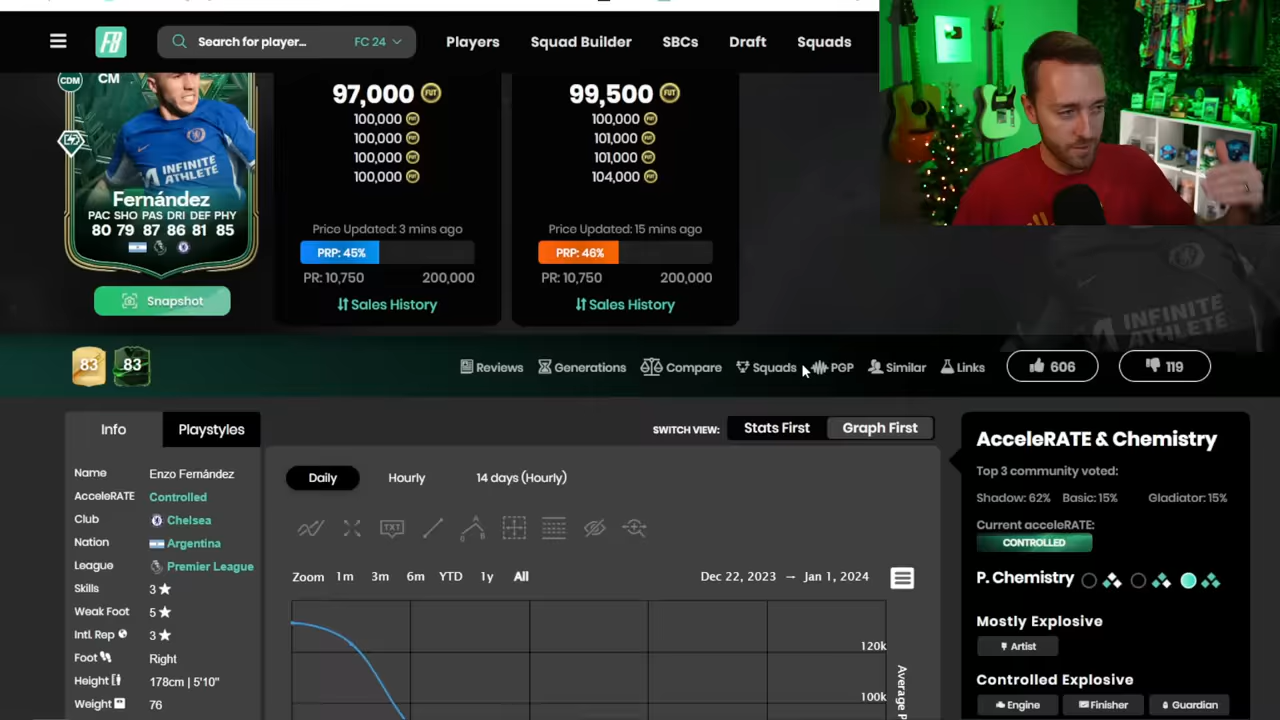 FB
Search for player...
FC 24
Players
Squad Builder
SBCs
Draft
Squads
CDM
CM
INFINITE
ATHLETE
Fernández
PAC SHO PAS DRI DEF PHY
80 79 87 86 81 85
Snapshot
97,000
100,000
100,000
100,000
100,000
Price Updated: 3 mins ago
PRP: 45%
PR: 10,750
200,000
Sales History
99,500
100,000
101,000
101,000
104,000
Price Updated: 15 mins ago
PRP: 46%
PR: 10,750
200,000
Sales History
INFINITE
ATHLETE
83
83
Reviews
Generations
Compare
Squads
PGP
Similar
Links
606
119
Info
Playstyles
Name Enzo Fernández
AcceleRATE Controlled
Club Chelsea
Nation Argentina
League Premier League
Skills 3
Weak Foot 5
Intl. Rep 3
Foot Right
Height 178cm | 5'10"
Weight 76
SWITCH VIEW:
Stats First
Graph First
Daily
Hourly
14 days (Hourly)
TXT
Zoom 1m 3m 6m YTD 1y All
Dec 22, 2023 → Jan 1, 2024
120k
100k
Average P
AcceleRATE & Chemistry
Top 3 community voted:
Shadow: 62% Basic: 15% Gladiator: 15%
Current acceleRATE:
CONTROLLED
P. Chemistry
Mostly Explosive
Artist
Controlled Explosive
Engine
Finisher
Guardian